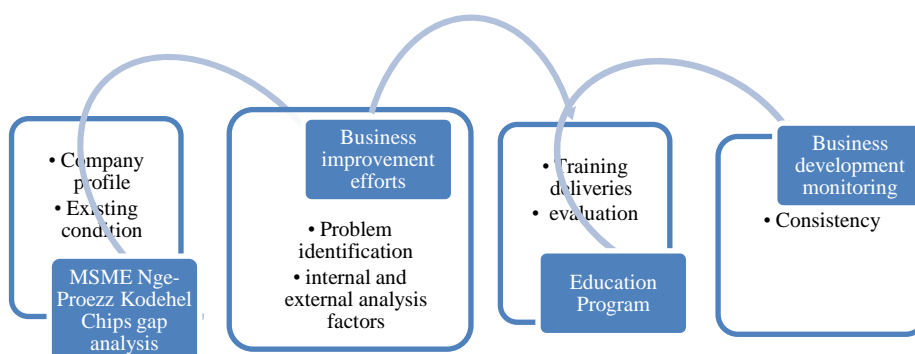 • Company
profile
• Existing
condition
MSME Nge-
Proezz Kodehel
Chips gap
analysis
Business
improvement
efforts
• Problem
identification
• internal and
external analysis
factors
• Training
deliveries
• evaluation
Education
Program
Business
development
monitoring
• Consistency